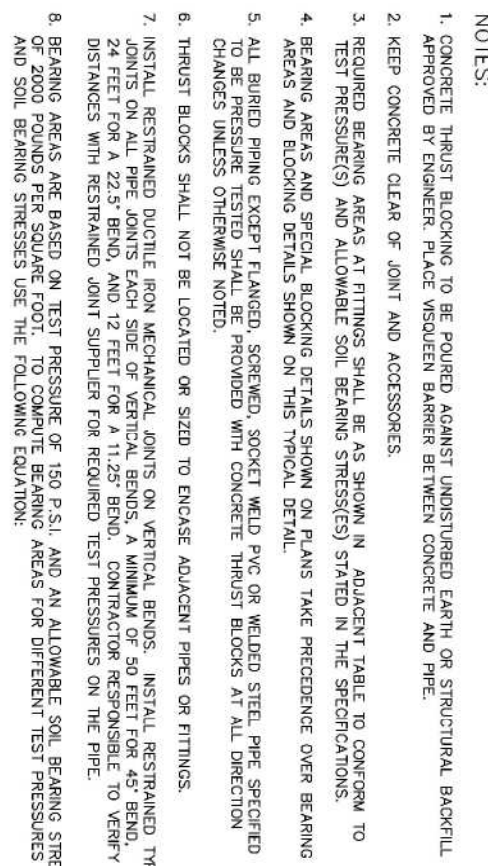 NOTES:
1. CONCRETE THRUST BLOCKING TO BE POURED AGAINST UNDISTURBED EARTH OR STRUCTURAL BACKFILL
APPROVED BY ENGINEER. PLACE VISQUEEN BARRIER BETWEEN CONCRETE AND PIPE.
2. KEEP CONCRETE CLEAR OF JOINT AND ACCESSORIES.
3. REQUIRED BEARING AREAS AT FITTINGS SHALL BE AS SHOWN IN ADJACENT TABLE TO CONFORM TO
TEST PRESSURE(S) AND ALLOWABLE SOIL BEARING STRESS(ES) STATED IN THE SPECIFICATIONS.
4. BEARING AREAS AND SPECIAL BLOCKING DETAILS SHOWN ON PLANS TAKE PRECEDENCE OVER BEARING
AREAS AND BLOCKING DETAILS SHOWN ON THIS TYPICAL DETAIL.
5. ALL BURIED PIPING EXCEPT FLANGED, SCREWED, SOCKET WELD PVC OR WELDED STEEL PIPE SPECIFIED
TO BE PRESSURE TESTED SHALL BE PROVIDED WITH CONCRETE THRUST BLOCKS AT ALL DIRECTION
CHANGES UNLESS OTHERWISE NOTED.
6. THRUST BLOCKS SHALL NOT BE LOCATED OR SIZED TO ENCASE ADJACENT PIPES OR FITTINGS.
7. INSTALL RESTRAINED DUCTILE IRON MECHANICAL JOINTS ON VERTICAL BENDS. INSTALL RESTRAINED TY
JOINTS ON ALL PIPE JOINTS EACH SIDE OF VERTICAL BENDS, A MINIMUM OF 50 FEET FOR 45° BEND,
24 FEET FOR A 22.5° BEND, AND 12 FEET FOR A 11.25° BEND. CONTRACTOR RESPONSIBLE TO VERIFY
DISTANCES WITH RESTRAINED JOINT SUPPLIER FOR REQUIRED TEST PRESSURES ON THE PIPE.
8. BEARING AREAS ARE BASED ON TEST PRESSURE OF 150 P.S.I. AND AN ALLOWABLE SOIL BEARING STRE
OF 2000 POUNDS PER SQUARE FOOT. TO COMPUTE BEARING AREAS FOR DIFFERENT TEST PRESSURES
AND SOIL BEARING STRESSES USE THE FOLLOWING EQUATION: